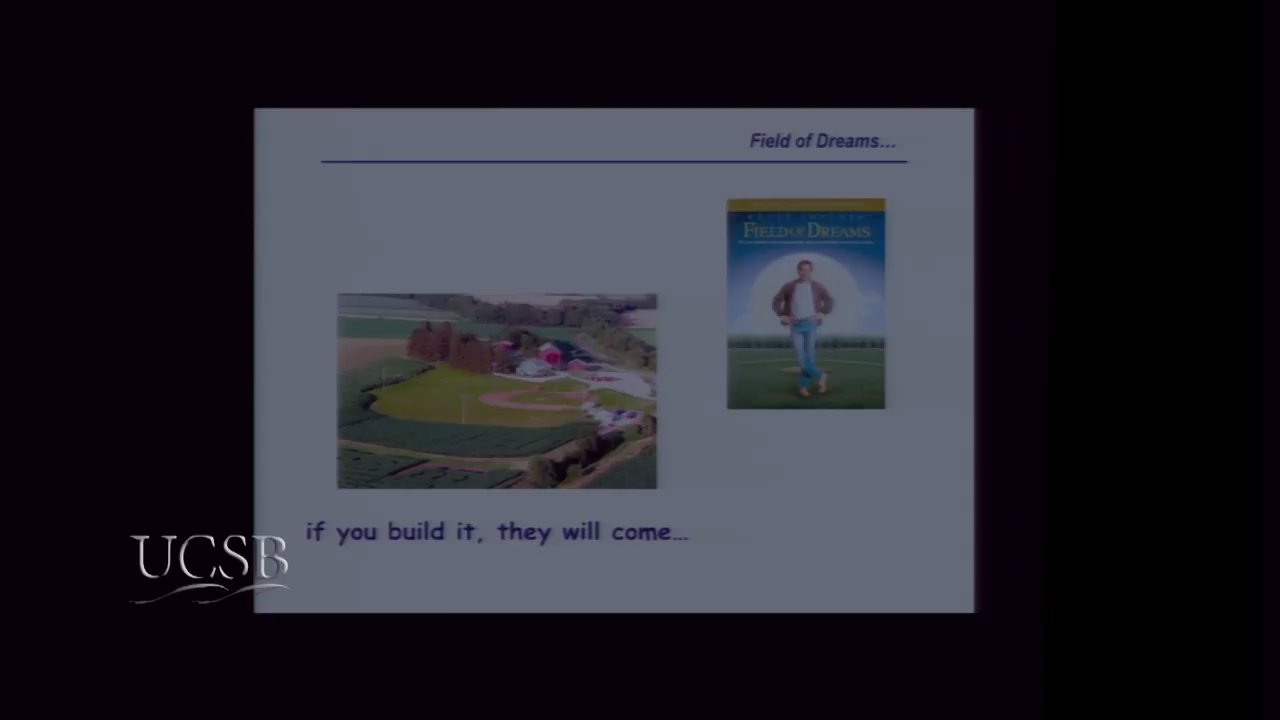 Field of Dreams...
FIELD OF DREAMS
if you build it, they will come...
UCSB